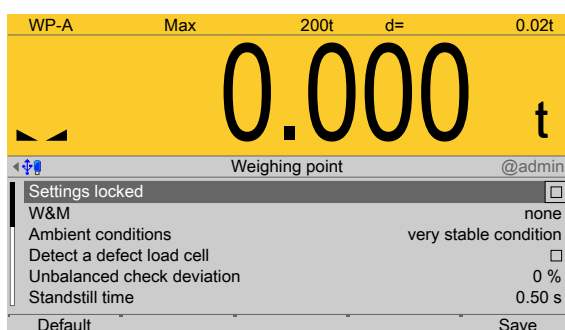 WP-A Max 200t d= 0.02t
0.000 t
Weighing point @admin
Settings locked
W&M none
Ambient conditions very stable condition
Detect a defect load cell
Unbalanced check deviation 0 %
Standstill time 0.50 s
Default Save